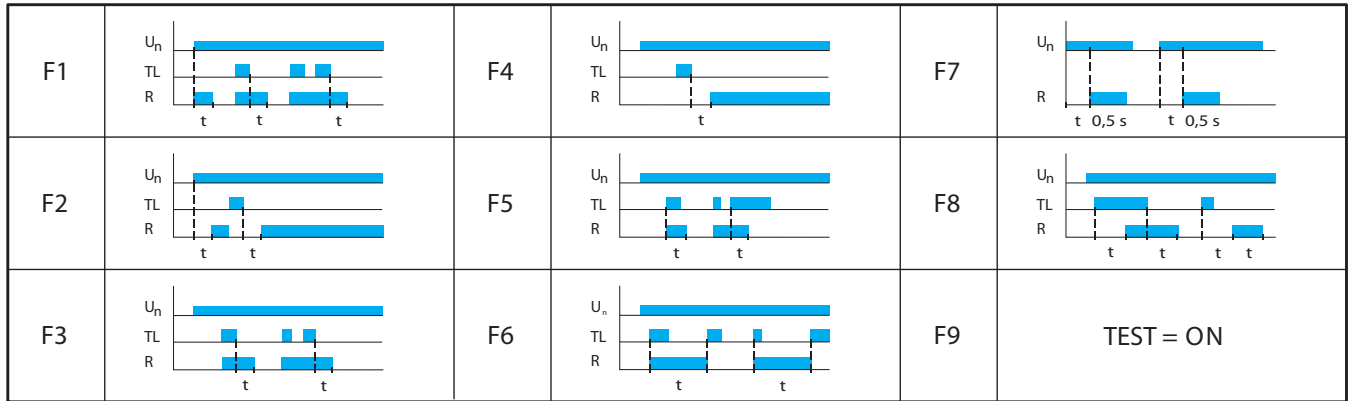 F1
Uₙ
TL
R
t t t
F4
Uₙ
TL
R
t
F7
Uₙ
R
t 0,5 s t 0,5 s
F2
Uₙ
TL
R
t t
F5
Uₙ
TL
R
t t
F8
Uₙ
TL
R
t t t t
F3
Uₙ
TL
R
t t
F6
Uₙ
TL
R
t t
F9
TEST = ON